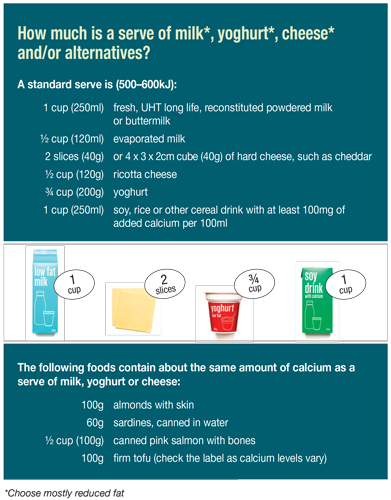 How much is a serve of milk*, yoghurt*, cheese*
and/or alternatives?
A standard serve is (500–600kJ):
1 cup (250ml) fresh, UHT long life, reconstituted powdered milk
or buttermilk
½ cup (120ml) evaporated milk
2 slices (40g) or 4 x 3 x 2cm cube (40g) of hard cheese, such as cheddar
½ cup (120g) ricotta cheese
¾ cup (200g) yoghurt
1 cup (250ml) soy, rice or other cereal drink with at least 100mg of
added calcium per 100ml
low fat
milk
1
cup
2
slices
yoghurt
¾
cup
soy
drink
with calcium
1
cup
The following foods contain about the same amount of calcium as a
serve of milk, yoghurt or cheese:
100g almonds with skin
60g sardines, canned in water
½ cup (100g) canned pink salmon with bones
100g firm tofu (check the label as calcium levels vary)
*Choose mostly reduced fat